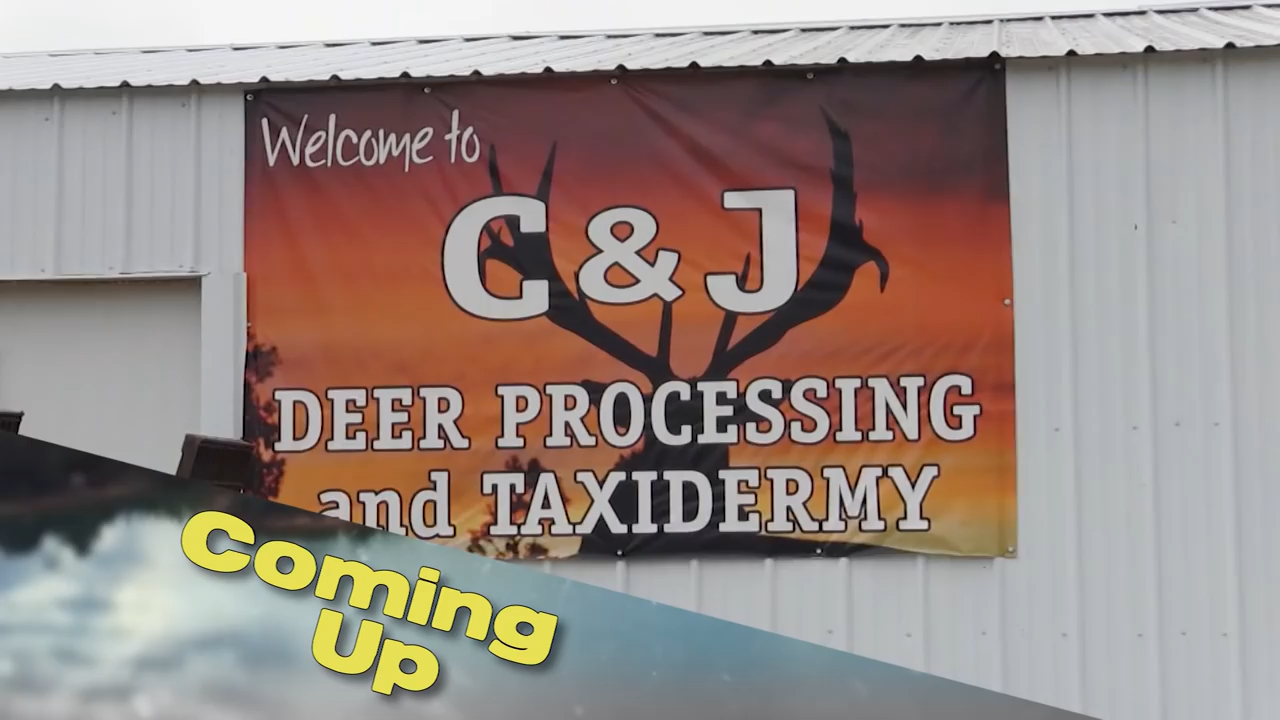 Welcome to
C & J
DEER PROCESSING
and TAXIDERMY
Coming
Up